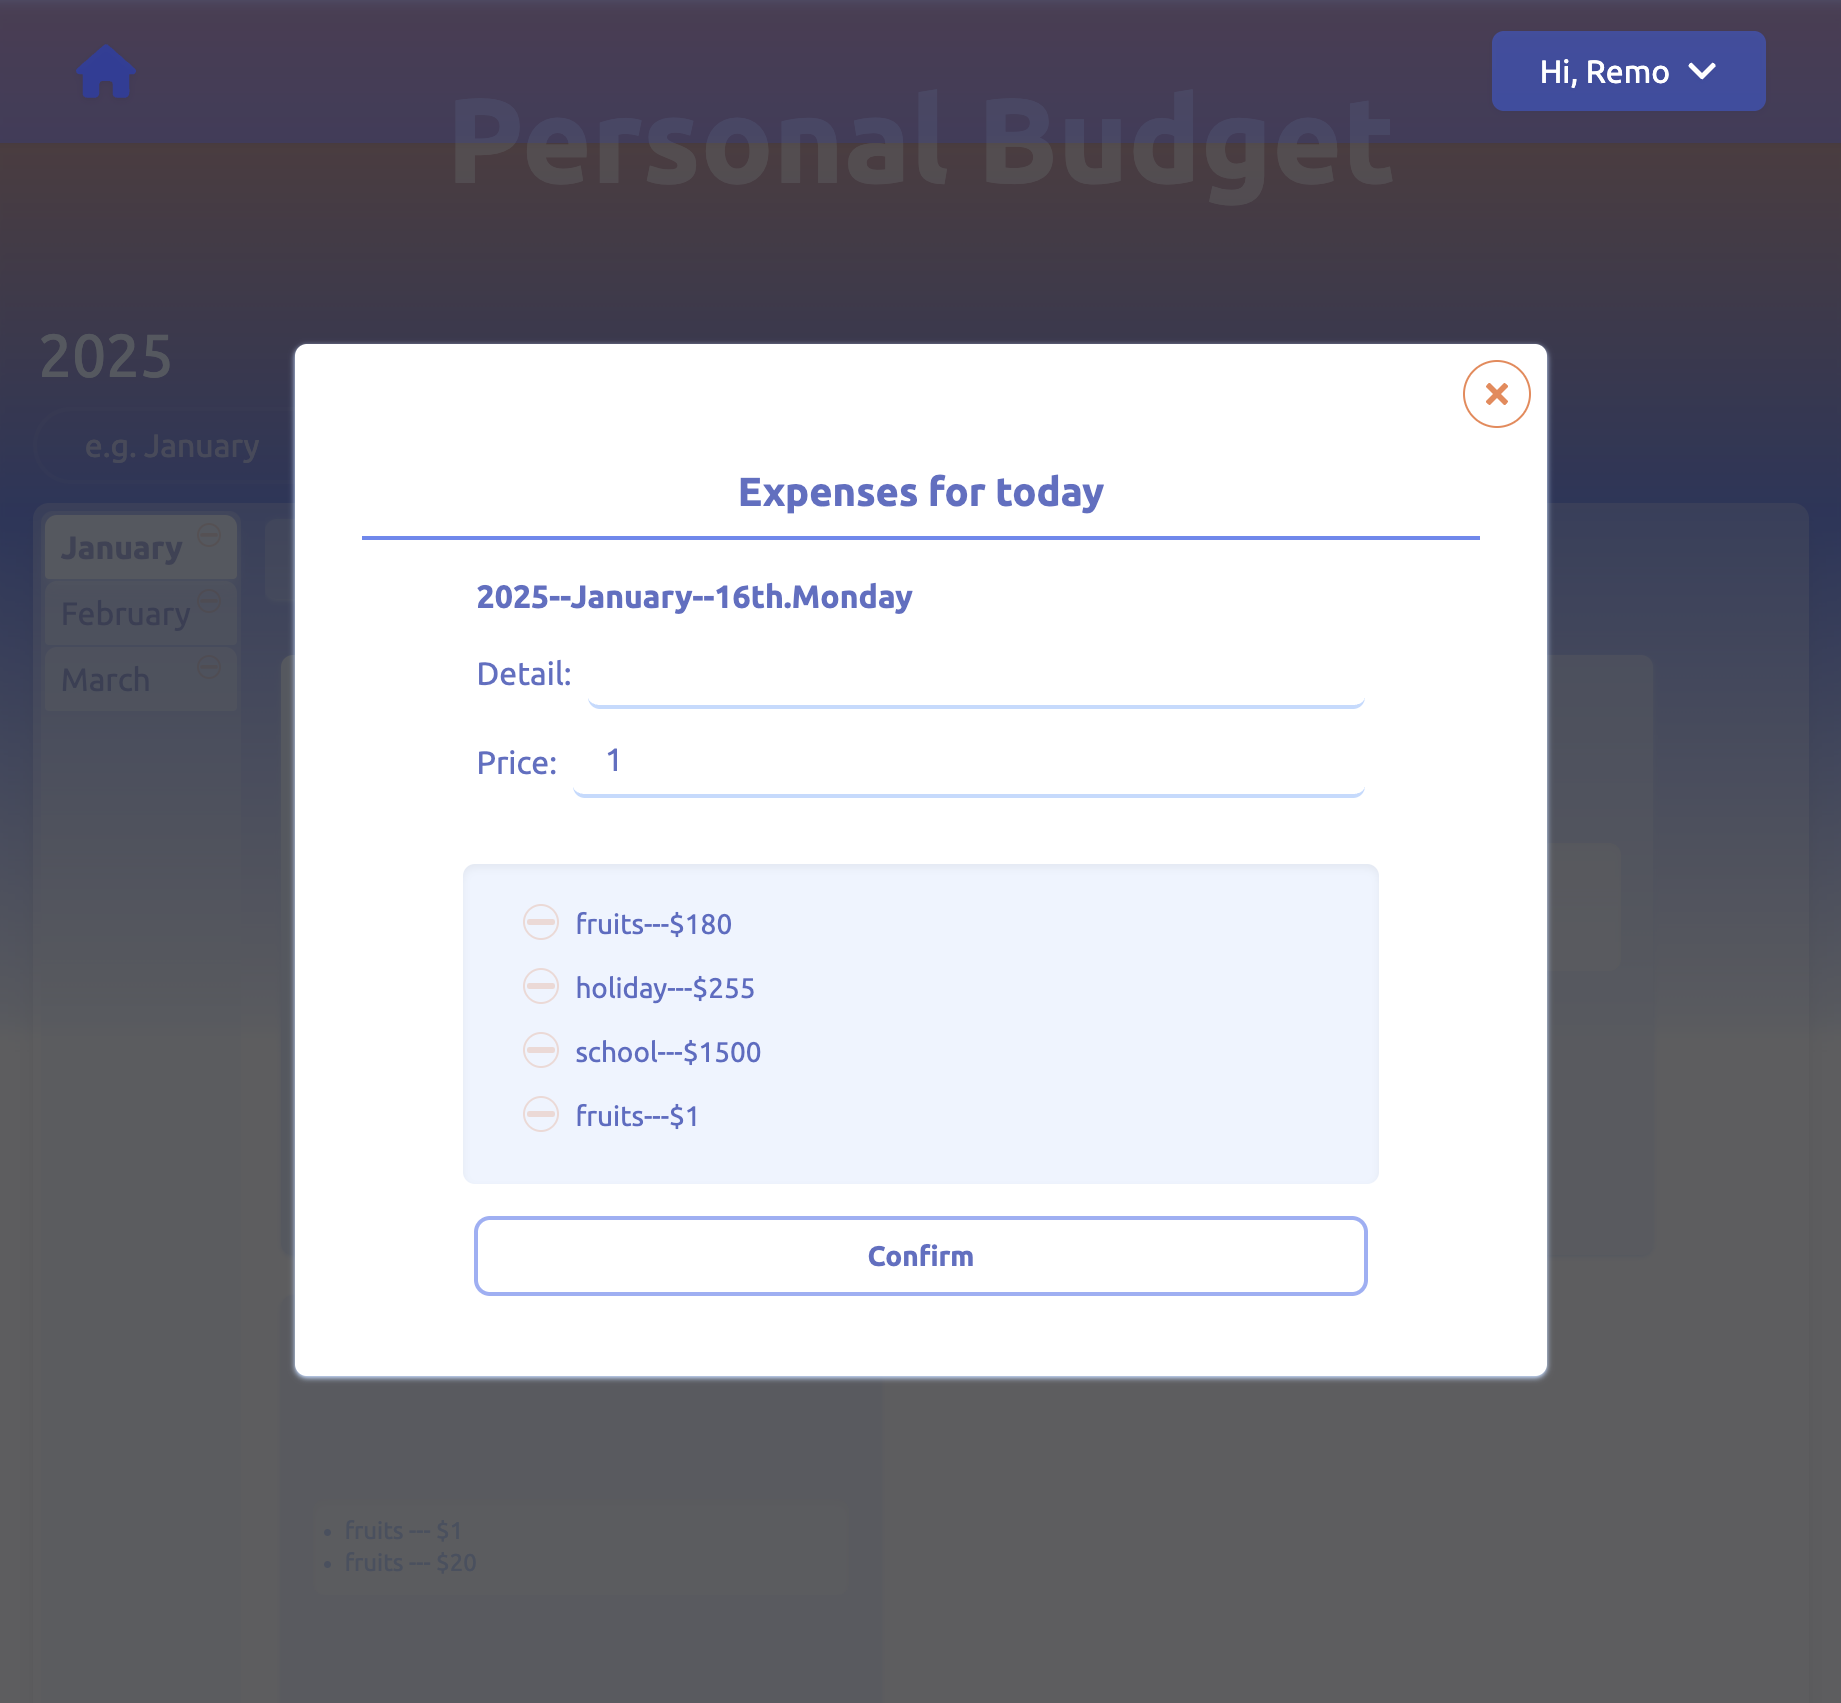 Hi, Remo
Personal Budget
2025
e.g. January
January
February
March
Expenses for today
2025--January--16th.Monday
Detail:
Price: 1
fruits---$180
holiday---$255
school---$1500
fruits---$1
Confirm
fruits --- $1
fruits --- $20